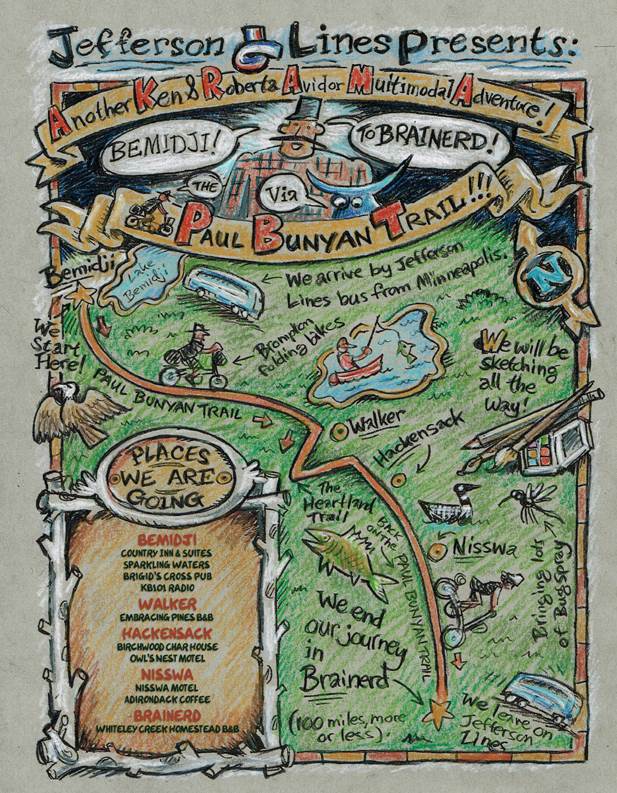 Jefferson Lines Presents:
Another Ken & Roberta Avidor Multimodal Adventure!
BEMIDJI!
TO BRAINERD!
THE
Via
PAUL BUNYAN TRAIL!!!
N
Bemidji
Lake
Bemidji
We arrive by Jefferson
Lines bus from Minneapolis.
We
Start
Here!
Brompton
folding bikes
We will be
sketching
all the
way!
PAUL BUNYAN TRAIL
Walker
Hackensack
PLACES
WE ARE
GOING
BEMIDJI
COUNTRY INN & SUITES
SPARKLING WATERS
BRIGID'S CROSS PUB
KB101 RADIO
WALKER
EMBRACING PINES B&B
HACKENSACK
BIRCHWOOD CHAR HOUSE
OWL'S NEST MOTEL
NISSWA
NISSWA MOTEL
ADIRONDACK COFFEE
BRAINERD
WHITELEY CREEK HOMESTEAD B&B
The
Heartland
Trail
Back
on the
PAUL BUNYAN TRAIL
Nisswa
Bringing lots
of Bugspray
We end
our journey
in
Brainerd
(100 miles, more
or less)
We leave on
Jefferson
Lines